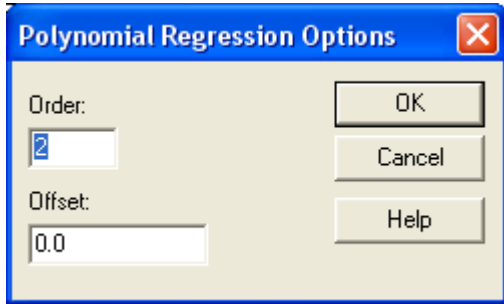 Polynomial Regression Options
Order:
2
Offset:
0.0
OK
Cancel
Help